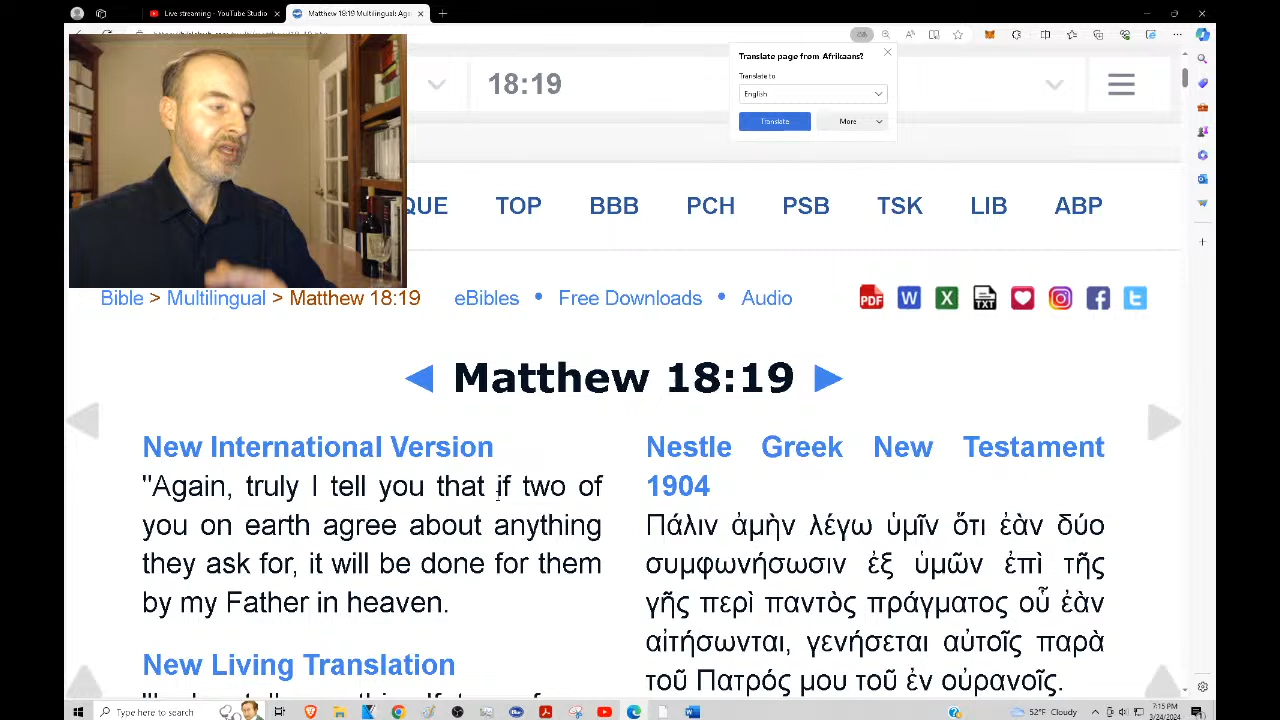 Live streaming - YouTube Studio
Matthew 18:19 Multilingual: Aga
Translate page from Afrikaans?
Translate to
English
Translate
More
18:19
QUE TOP BBB PCH PSB TSK LIB ABP
Bible > Multilingual > Matthew 18:19
eBibles • Free Downloads • Audio
PDF W X TXT
Matthew 18:19
New International Version
"Again, truly I tell you that if two of
you on earth agree about anything
they ask for, it will be done for them
by my Father in heaven.
New Living Translation
Nestle Greek New Testament
1904
Πάλιν ἀμὴν λέγω ὑμῖν ὅτι ἐὰν δύο
συμφωνήσωσιν ἐξ ὑμῶν ἐπὶ τῆς
γῆς περὶ παντὸς πράγματος οὗ ἐὰν
αἰτήσωνται, γενήσεται αὐτοῖς παρὰ
τοῦ Πατρός μου τοῦ ἐν οὐρανοῖς.
Type here to search
52°F Cloudy
7:15 PM
3/24/2024